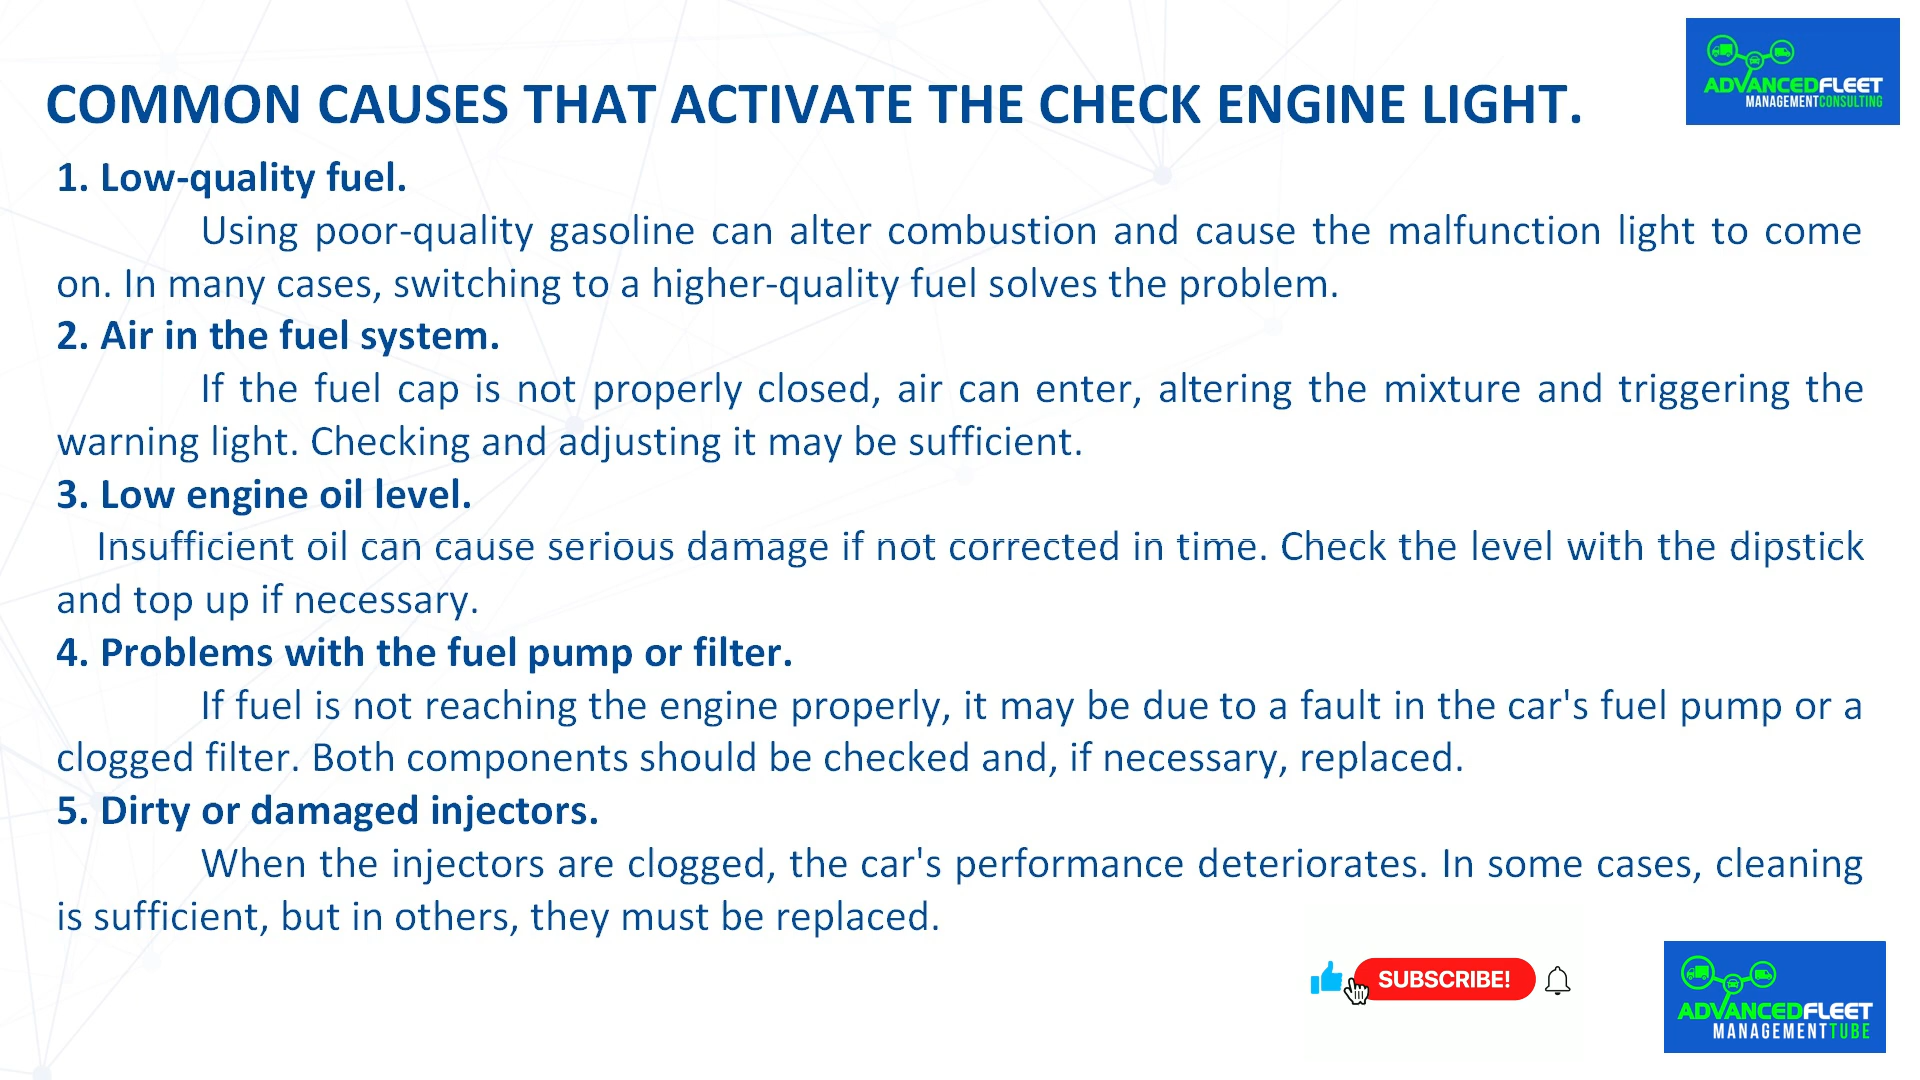 ADVANCEDFLEET
MANAGEMENTCONSULTING
COMMON CAUSES THAT ACTIVATE THE CHECK ENGINE LIGHT.
1. Low-quality fuel.
Using poor-quality gasoline can alter combustion and cause the malfunction light to come
on. In many cases, switching to a higher-quality fuel solves the problem.
2. Air in the fuel system.
If the fuel cap is not properly closed, air can enter, altering the mixture and triggering the
warning light. Checking and adjusting it may be sufficient.
3. Low engine oil level.
Insufficient oil can cause serious damage if not corrected in time. Check the level with the dipstick
and top up if necessary.
4. Problems with the fuel pump or filter.
If fuel is not reaching the engine properly, it may be due to a fault in the car's fuel pump or a
clogged filter. Both components should be checked and, if necessary, replaced.
5. Dirty or damaged injectors.
When the injectors are clogged, the car's performance deteriorates. In some cases, cleaning
is sufficient, but in others, they must be replaced.
SUBSCRIBE!
ADVANCEDFLEET
MANAGEMENTTUBE